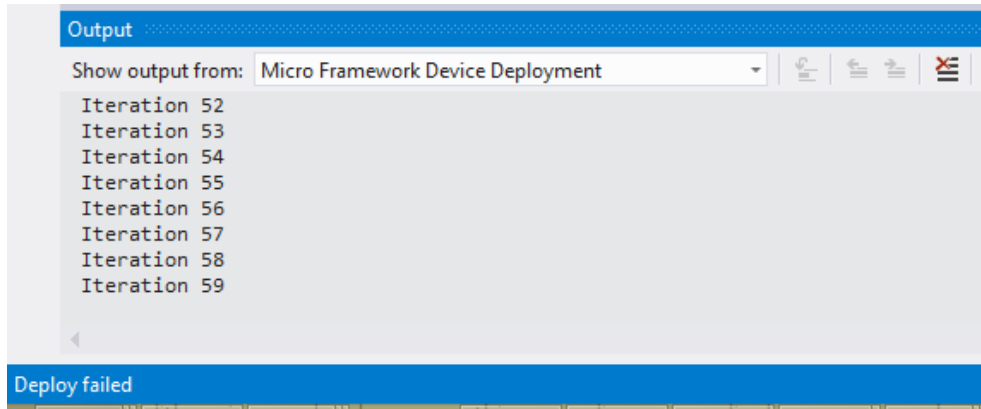 Output
Show output from: Micro Framework Device Deployment
Iteration 52
Iteration 53
Iteration 54
Iteration 55
Iteration 56
Iteration 57
Iteration 58
Iteration 59
Deploy failed